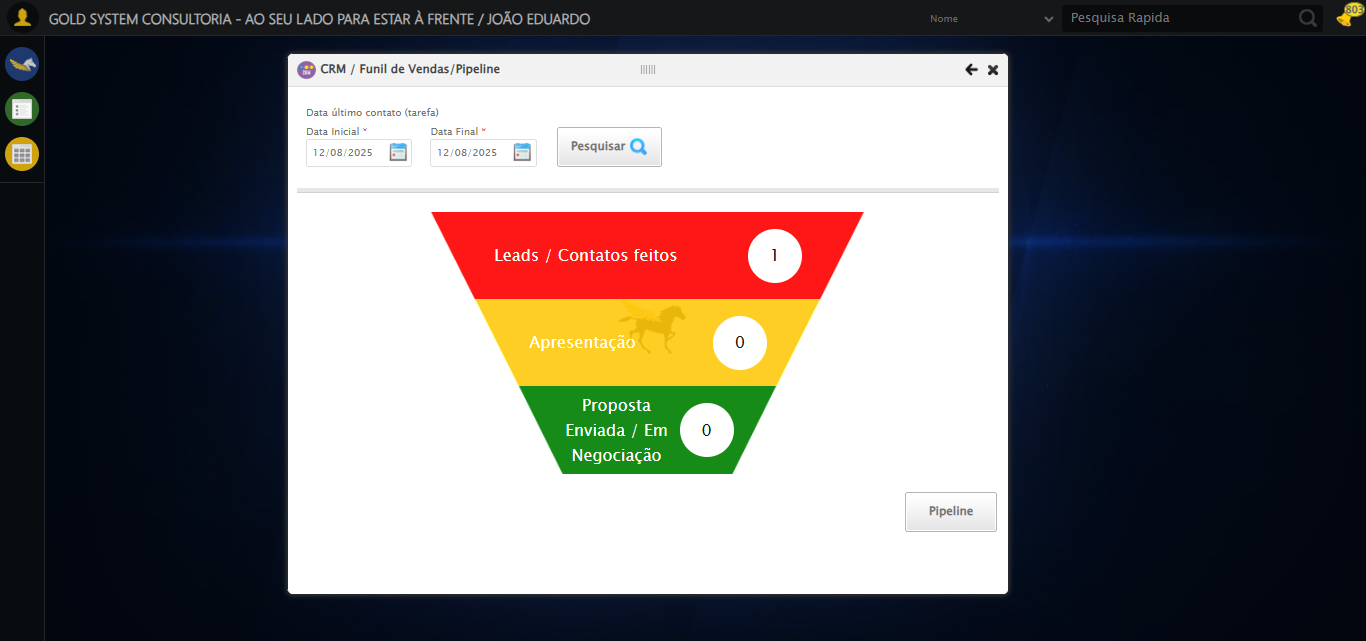 GOLD SYSTEM CONSULTORIA - AO SEU LADO PARA ESTAR À FRENTE / JOÃO EDUARDO
Nome
Pesquisa Rapida
803
CRM
CRM / Funil de Vendas/Pipeline
Data último contato (tarefa)
Data Inicial *
Data Final *
12/08/2025
12/08/2025
Pesquisar
Leads / Contatos feitos
1
Apresentação
0
Proposta
Enviada / Em
Negociação
0
Pipeline